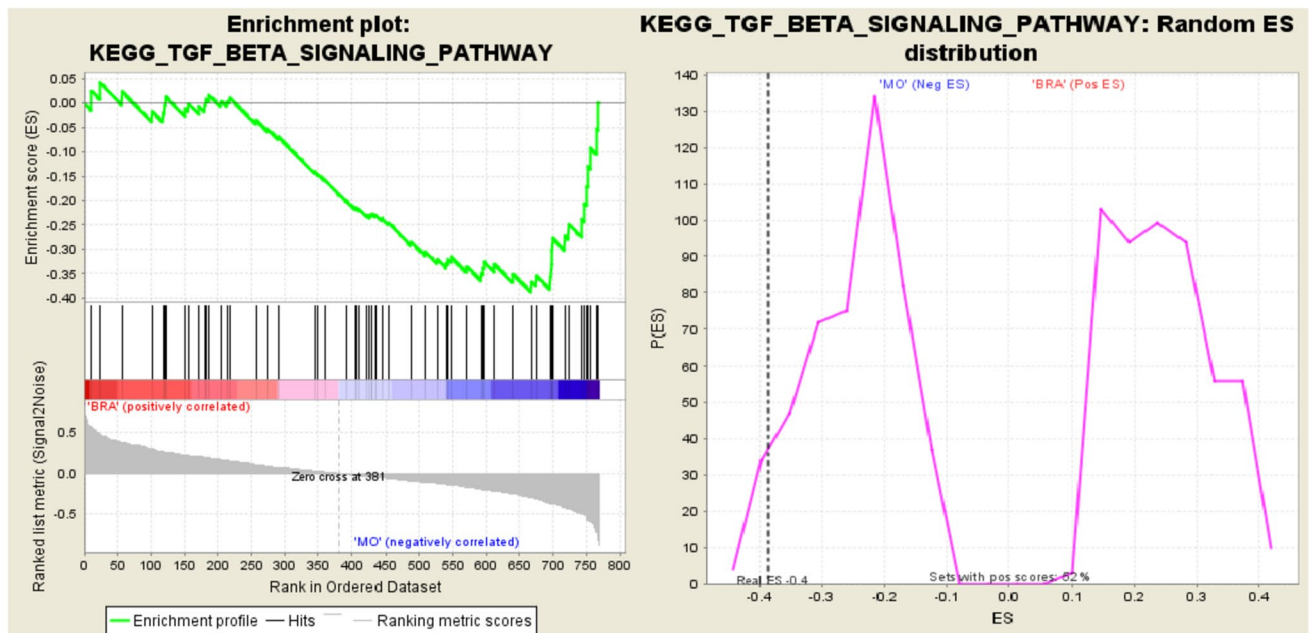 Enrichment plot:
KEGG_TGF_BETA_SIGNALING_PATHWAY
Enrichment score (ES)
0.05
0.00
-0.05
-0.10
-0.15
-0.20
-0.25
-0.30
-0.35
-0.40
Ranked list metric (Signal2Noise)
'BRA' (positively correlated)
0.5
0.0
-0.5
Zero cross at 381
'MO' (negatively correlated)
0 50 100 150 200 250 300 350 400 450 500 550 600 650 700 750 800
Rank in Ordered Dataset
Enrichment profile Hits Ranking metric scores
KEGG_TGF_BETA_SIGNALING_PATHWAY: Random ES
distribution
'MO' (Neg ES) 'BRA' (Pos ES)
P(ES)
140
130
120
110
100
90
80
70
60
50
40
30
20
10
0
Real ES -0.4
Sets with pos scores: 52%
-0.4 -0.3 -0.2 -0.1 0.0 0.1 0.2 0.3 0.4
ES